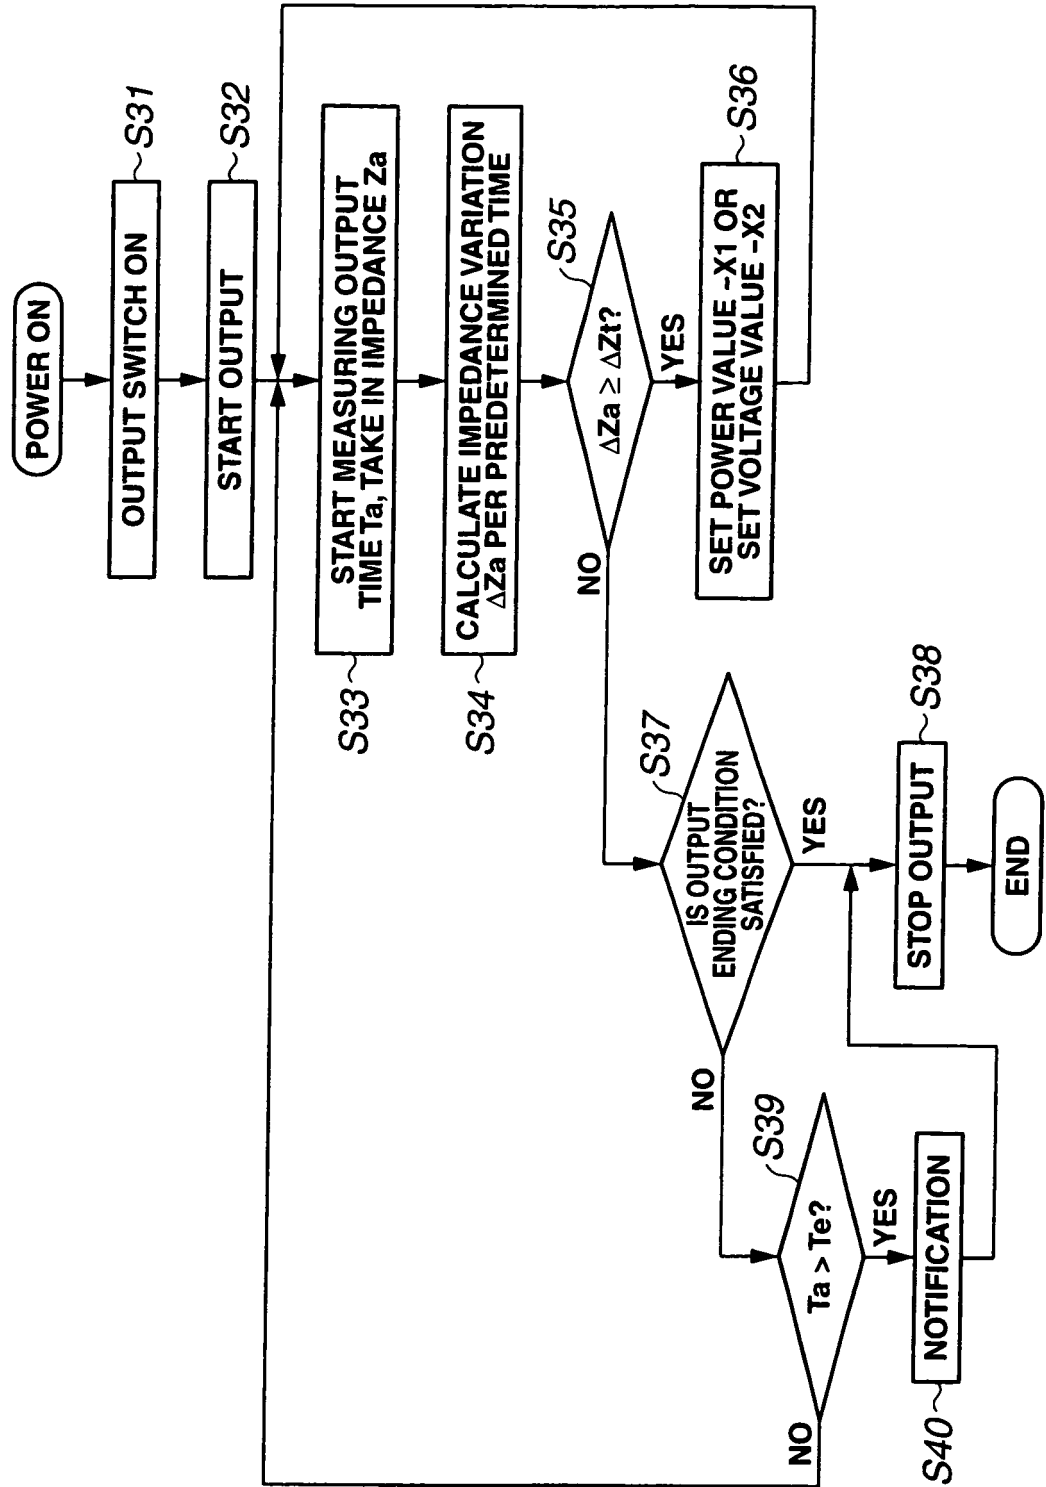 POWER ON
OUTPUT SWITCH ON
S31
START OUTPUT
S32
START MEASURING OUTPUT
TIME Ta, TAKE IN IMPEDANCE Za
S33
CALCULATE IMPEDANCE VARIATION
ΔZa PER PREDETERMINED TIME
S34
ΔZa ≥ ΔZt?
S35
YES
NO
SET POWER VALUE -X1 OR
SET VOLTAGE VALUE -X2
S36
IS OUTPUT
ENDING CONDITION
SATISFIED?
S37
YES
NO
STOP OUTPUT
S38
END
Ta > Te?
S39
YES
NO
NOTIFICATION
S40